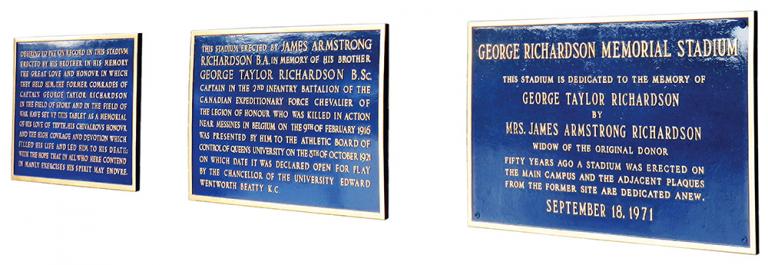 DESIRING TO PUT ON RECORD IN THIS STADIUM
ERECTED BY HIS BROTHER IN HIS MEMORY
THE GREAT LOVE AND HONOUR IN WHICH
THEY HELD HIM, THE FORMER COMRADES OF
CAPTAIN GEORGE TAYLOR RICHARDSON
IN THE FIELD OF STORY AND IN THE FIELD OF
WAR HAVE SET UP THIS TABLET AS A MEMORIAL
OF HIS LOVE OF TRUTH, HIS CHIVALROUS HONOUR
AND THE HIGH COURAGE AND DEVOTION WHICH
FILLED HIS LIFE AND LED HIM TO HIS DEATH:
WITH THE HOPE THAT IN ALL WHO HERE CONTEND
IN MANLY EXERCISES HIS SPIRIT MAY ENDURE.
THIS STADIUM ERECTED BY JAMES ARMSTRONG
RICHARDSON B.A. IN MEMORY OF HIS BROTHER
GEORGE TAYLOR RICHARDSON B.Sc.
CAPTAIN IN THE 2ND INFANTRY BATTALION OF THE
CANADIAN EXPEDITIONARY FORCE CHEVALIER OF
THE LEGION OF HONOUR WHO WAS KILLED IN ACTION
NEAR MESSINES IN BELGIUM ON THE 9TH OF FEBRUARY 1916
WAS PRESENTED BY HIM TO THE ATHLETIC BOARD OF
CONTROL OF QUEEN'S UNIVERSITY ON THE 8TH OF OCTOBER 1921
ON WHICH DATE IT WAS DECLARED OPEN FOR PLAY
BY THE CHANCELLOR OF THE UNIVERSITY EDWARD
WENTWORTH BEATTY K.C.
GEORGE RICHARDSON MEMORIAL STADIUM
THIS STADIUM IS DEDICATED TO THE MEMORY OF
GEORGE TAYLOR RICHARDSON
BY
MRS. JAMES ARMSTRONG RICHARDSON
WIDOW OF THE ORIGINAL DONOR
FIFTY YEARS AGO A STADIUM WAS ERECTED ON
THE MAIN CAMPUS AND THE ADJACENT PLAQUES
FROM THE FORMER SITE ARE DEDICATED ANEW.
SEPTEMBER 18, 1971